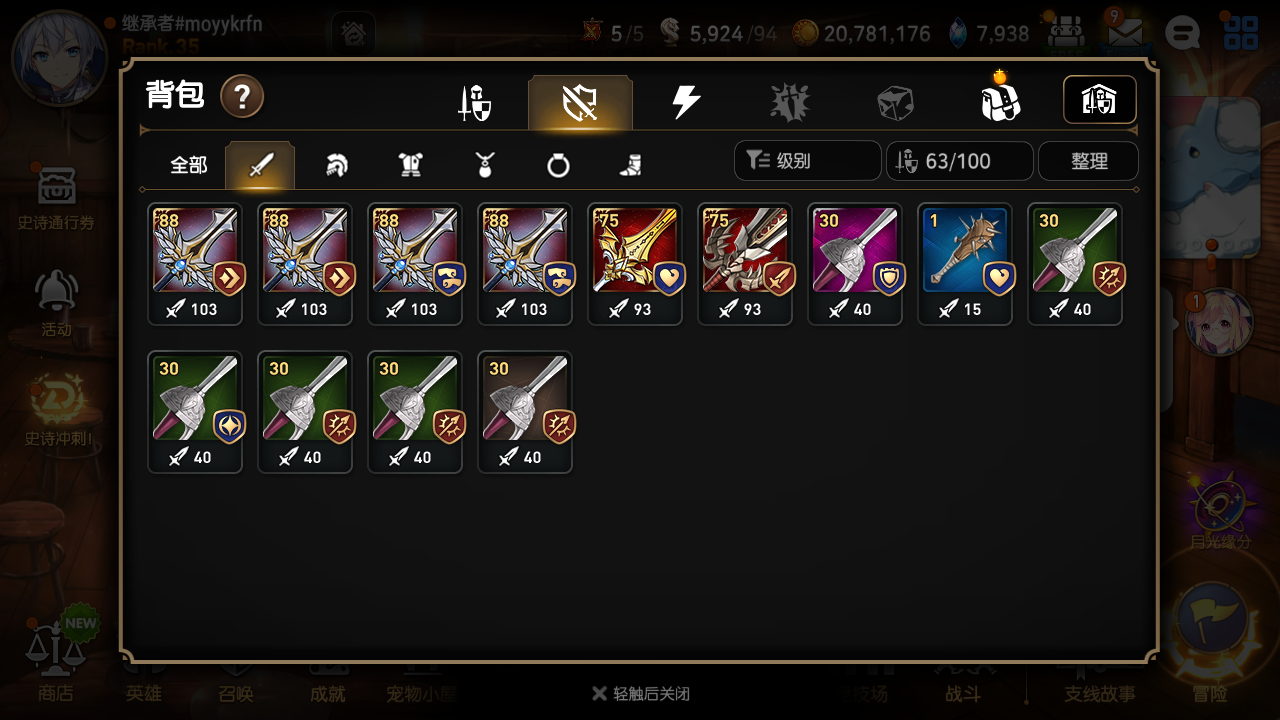 继承者#moyykrfn
Rank.35
5/5
5,924/94
20,781,176
7,938
9
背包
?
全部
级别
63/100
整理
史诗通行券
活动
史诗冲刺!
NEW
商店
88 103
88 103
88 103
88 103
75 93
75 93
30 40
1 15
30 40
30 40
30 40
30 40
30 40
1
月光缘分
英雄
召唤
成就
宠物小屋
轻触后关闭
技场
战斗
支线故事
冒险